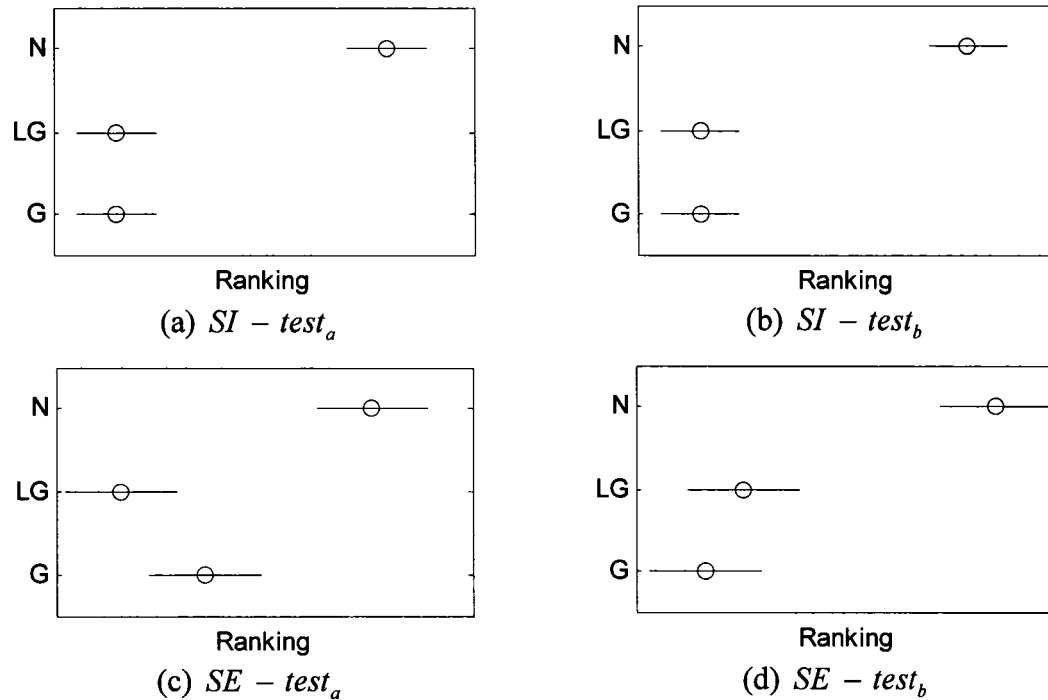 N
LG
G
Ranking
(a) SI – test_a
N
LG
G
Ranking
(b) SI – test_b
N
LG
G
Ranking
(c) SE – test_a
N
LG
G
Ranking
(d) SE – test_b